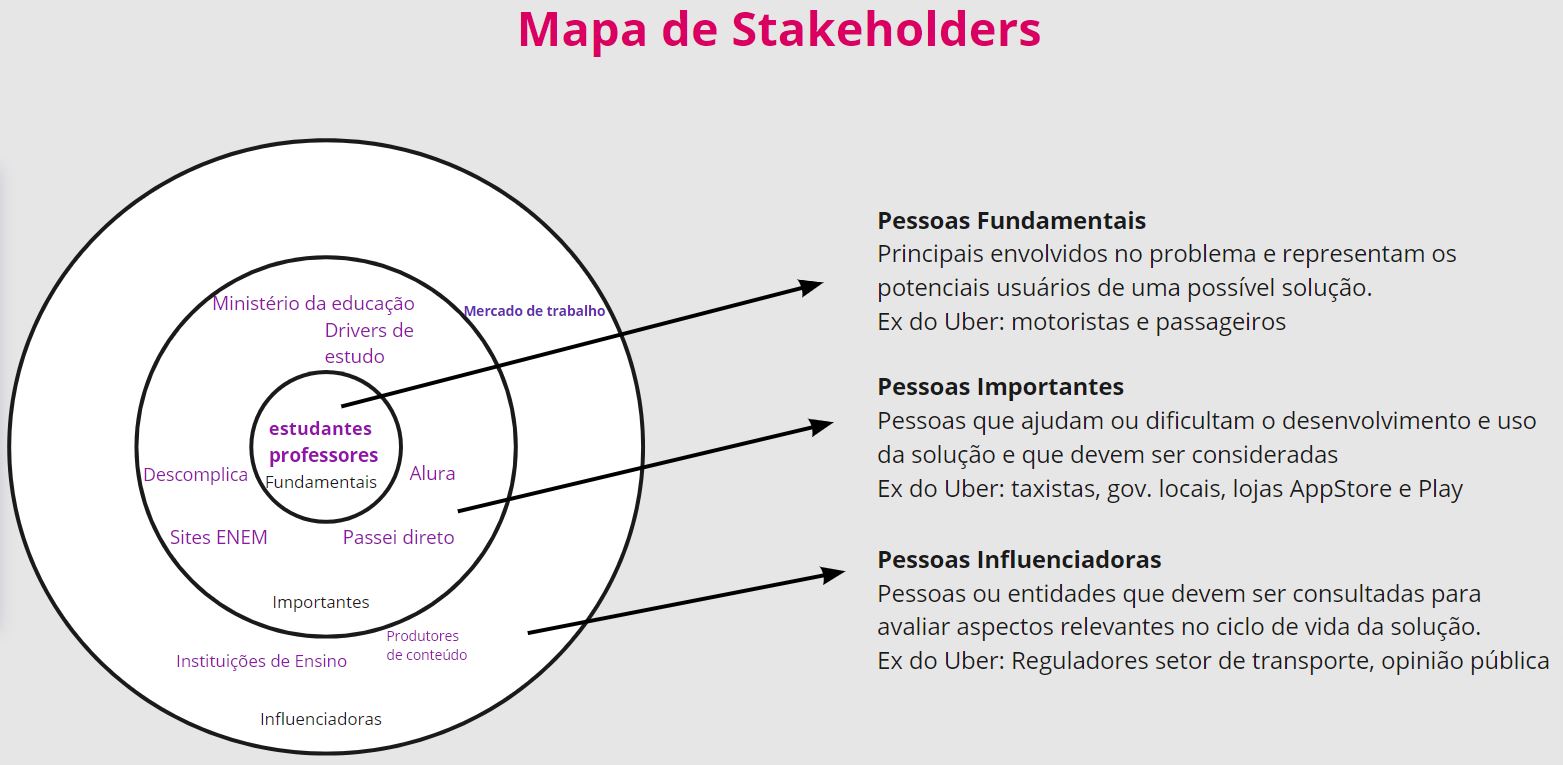 Mapa de Stakeholders
Ministério da educação
Drivers de
estudo
Mercado de trabalho
estudantes
professores
Fundamentais
Descomplica
Alura
Sites ENEM
Passei direto
Importantes
Produtores
de conteúdo
Instituições de Ensino
Influenciadoras
Pessoas Fundamentais
Principais envolvidos no problema e representam os
potenciais usuários de uma possível solução.
Ex do Uber: motoristas e passageiros
Pessoas Importantes
Pessoas que ajudam ou dificultam o desenvolvimento e uso
da solução e que devem ser consideradas
Ex do Uber: taxistas, gov. locais, lojas AppStore e Play
Pessoas Influenciadoras
Pessoas ou entidades que devem ser consultadas para
avaliar aspectos relevantes no ciclo de vida da solução.
Ex do Uber: Reguladores setor de transporte, opinião pública